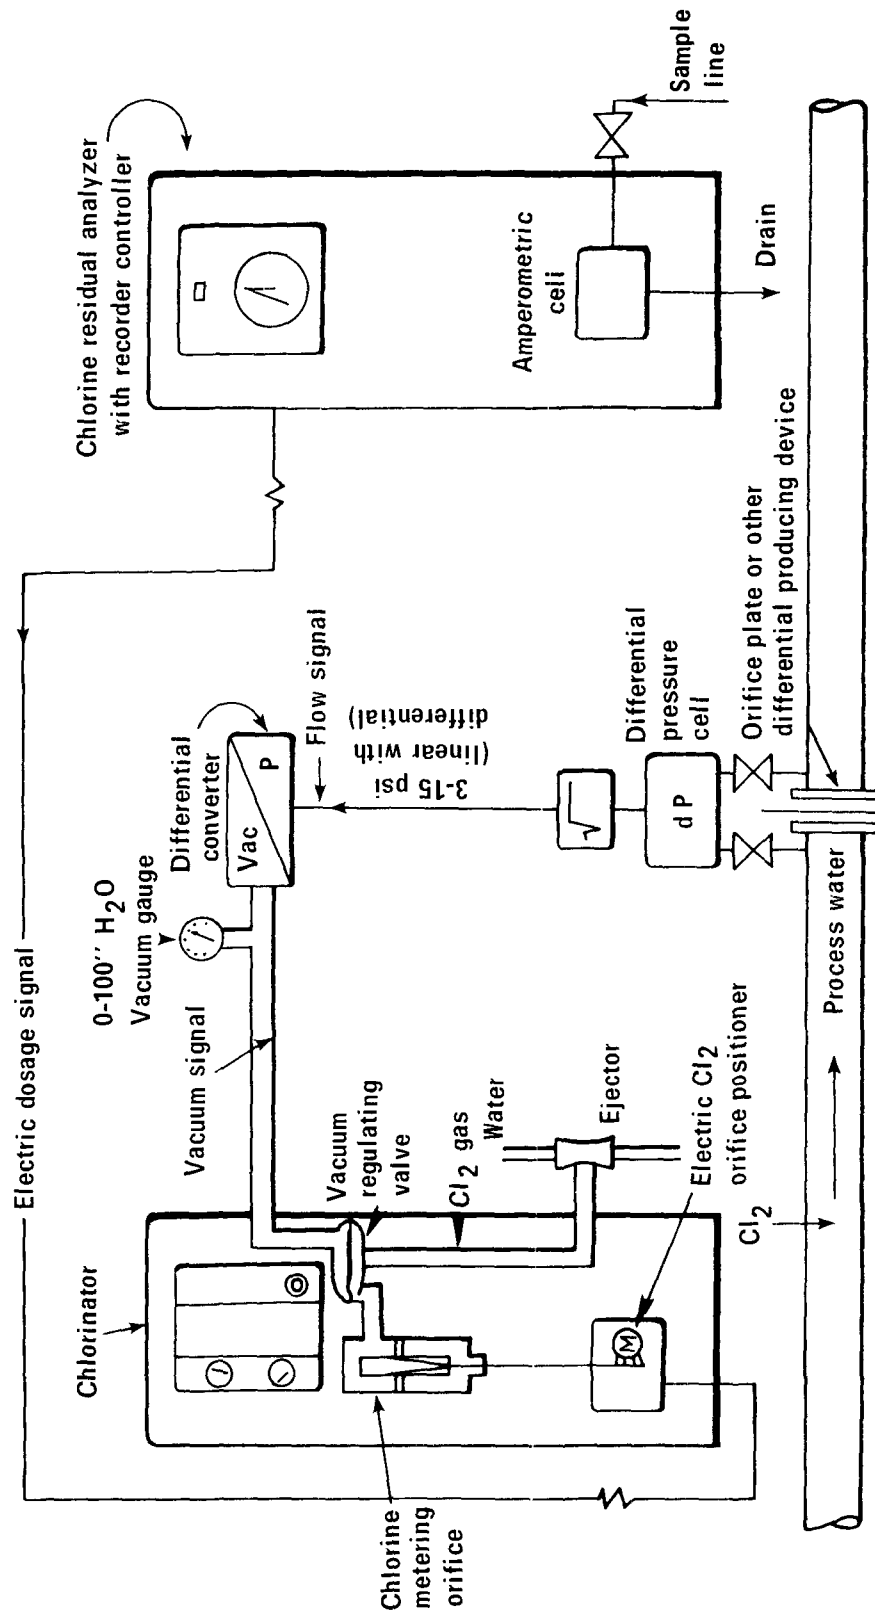 Electric dosage signal
Chlorinator
Vacuum signal
0-100" H2O
Vacuum gauge
Differential
converter
Vac
P
Chlorine residual analyzer
with recorder controller
Flow signal
3-15 psi
(linear with
differential)
Vacuum
regulating
valve
Cl2 gas
Water
Ejector
Chlorine
metering
orifice
M
Electric Cl2
orifice positioner
√
Differential
pressure
cell
d P
Amperometric
cell
Sample
line
Drain
Cl2
Process water
Orifice plate or other
differential producing device